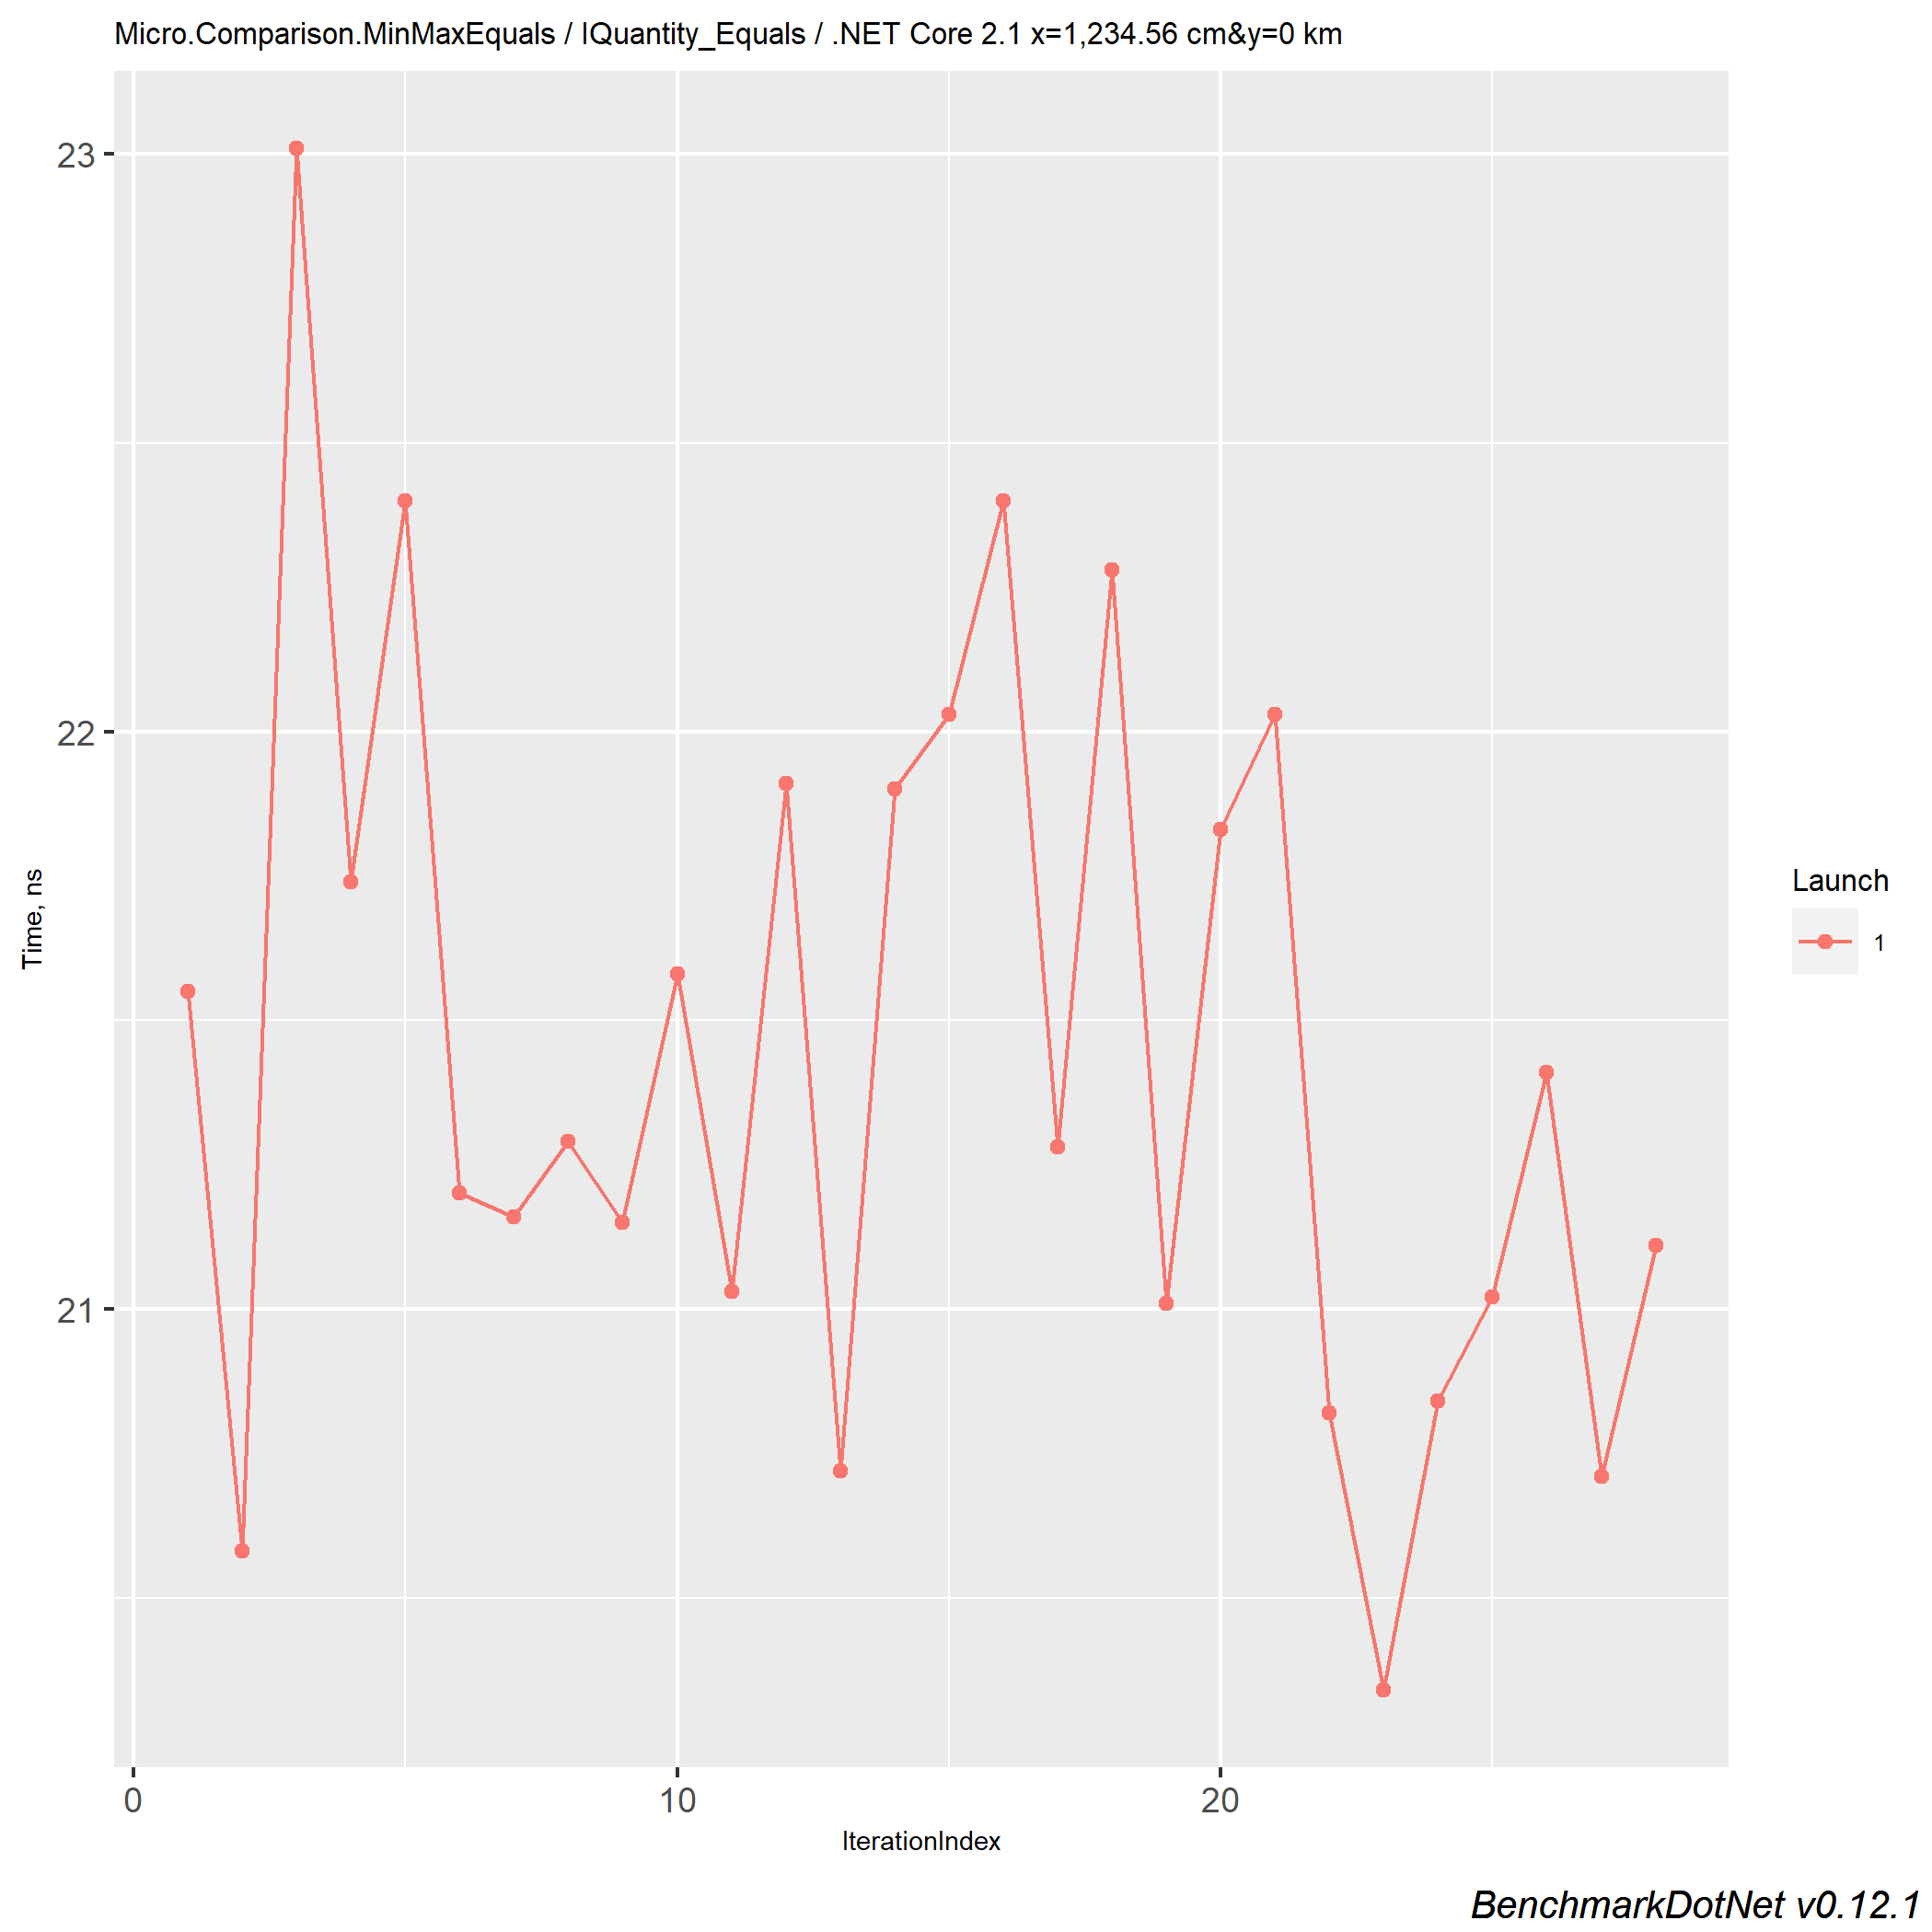 Micro.Comparison.MinMaxEquals / IQuantity_Equals / .NET Core 2.1 x=1,234.56 cm&y=0 km
23
22
21
Time, ns
Launch
1
0 10 20
IterationIndex
BenchmarkDotNet v0.12.1